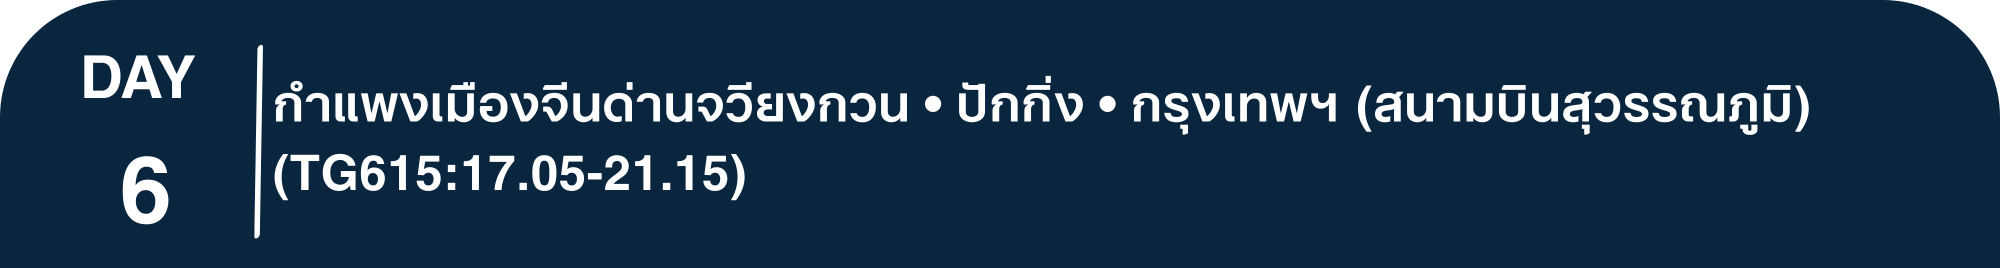 DAY
6
กำแพงเมืองจีนด่านจวียงกวน • ปักกิ่ง • กรุงเทพฯ (สนามบินสุวรรณภูมิ)
(TG615:17.05-21.15)